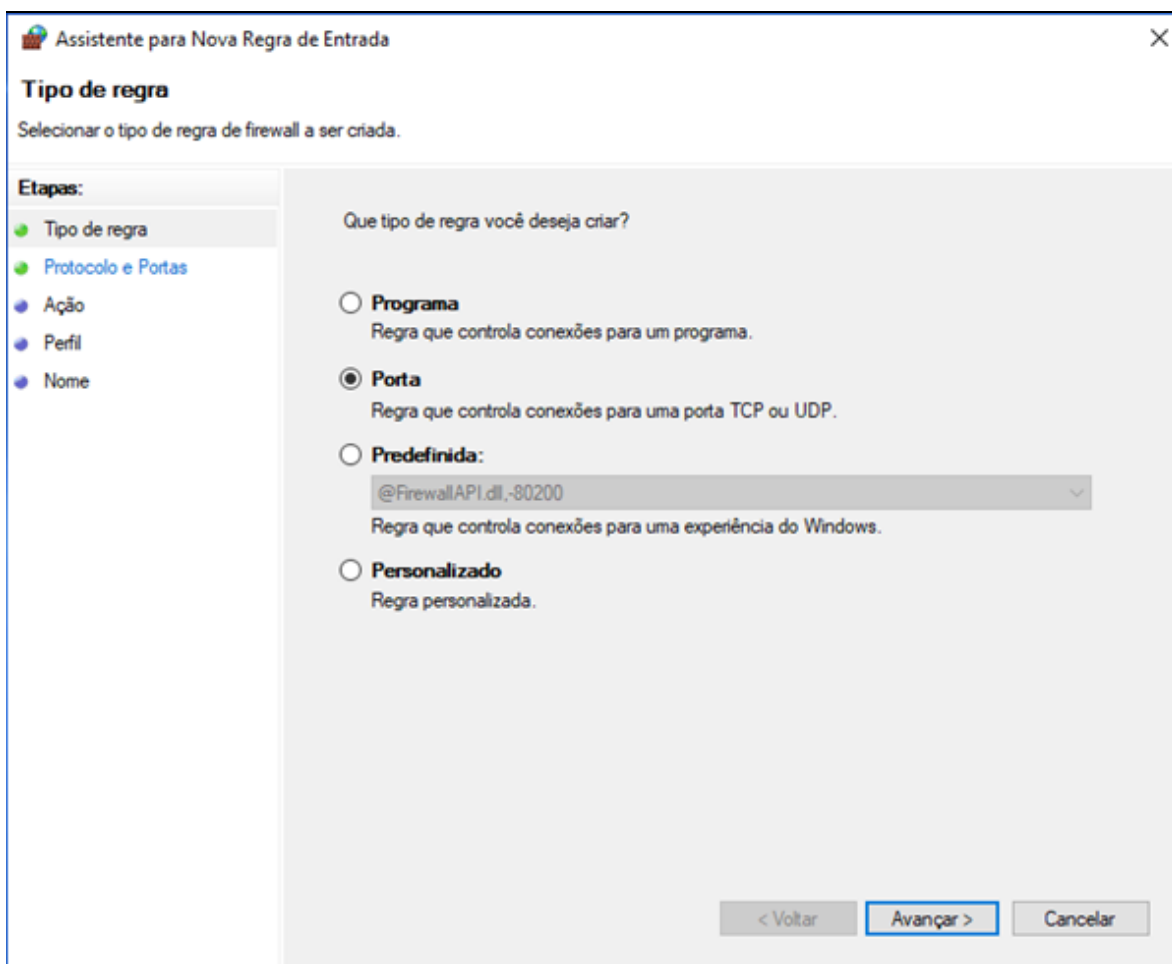 Assistente para Nova Regra de Entrada
Tipo de regra
Selecionar o tipo de regra de firewall a ser criada.
Etapas:
Tipo de regra
Protocolo e Portas
Ação
Perfil
Nome
Que tipo de regra você deseja criar?
Programa
Regra que controla conexões para um programa.
Porta
Regra que controla conexões para uma porta TCP ou UDP.
Predefinida:
@FirewallAPI.dll,-80200
Regra que controla conexões para uma experiência do Windows.
Personalizado
Regra personalizada.
< Voltar
Avançar >
Cancelar